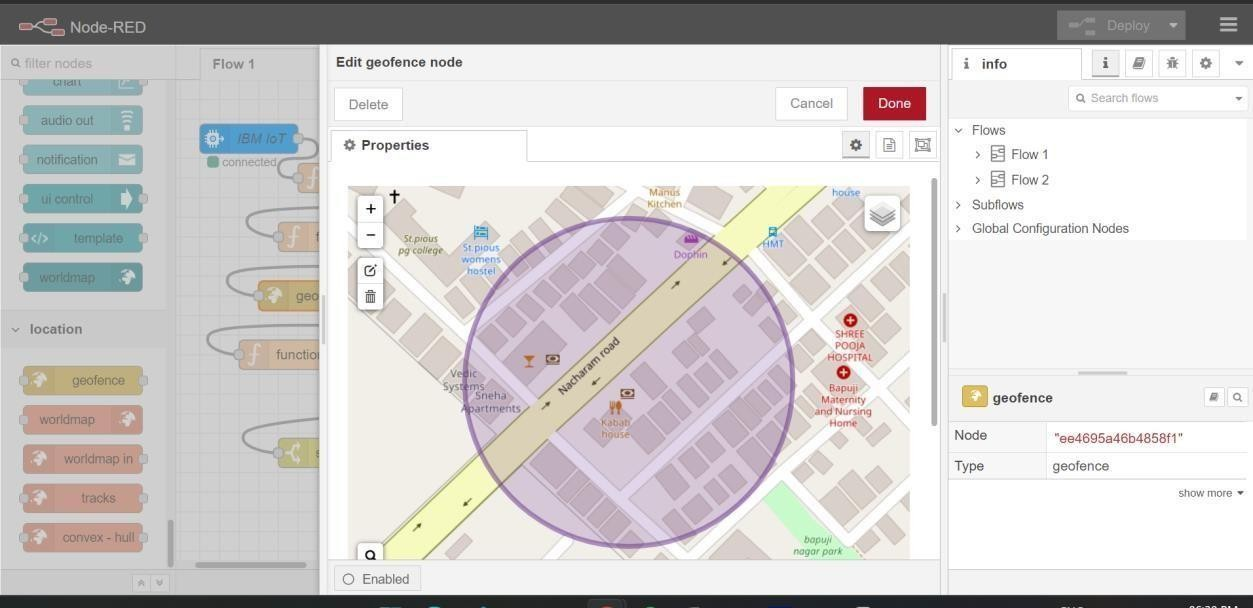 Node-RED
Deploy
filter nodes
chart
audio out
notification
ui control
template
worldmap
location
geofence
worldmap
worldmap in
tracks
convex - hull
Flow 1
IBM IoT
connected
f
f
geo
f functio
s
Edit geofence node
Delete
Cancel
Done
Properties
+
−
St.pious
pg college
St.pious
womens
hostel
Manus
Kitchen
house
Dophin
HMT
Nacharam road
Vedic
Systems
Sneha
Apartments
Kabab
house
SHREE
POOJA
HOSPITAL
Bapuji
Maternity
and Nursing
Home
bapuji
nagar park
Enabled
i info
i
Search flows
Flows
Flow 1
Flow 2
Subflows
Global Configuration Nodes
geofence
Node "ee4695a46b4858f1"
Type geofence
show more